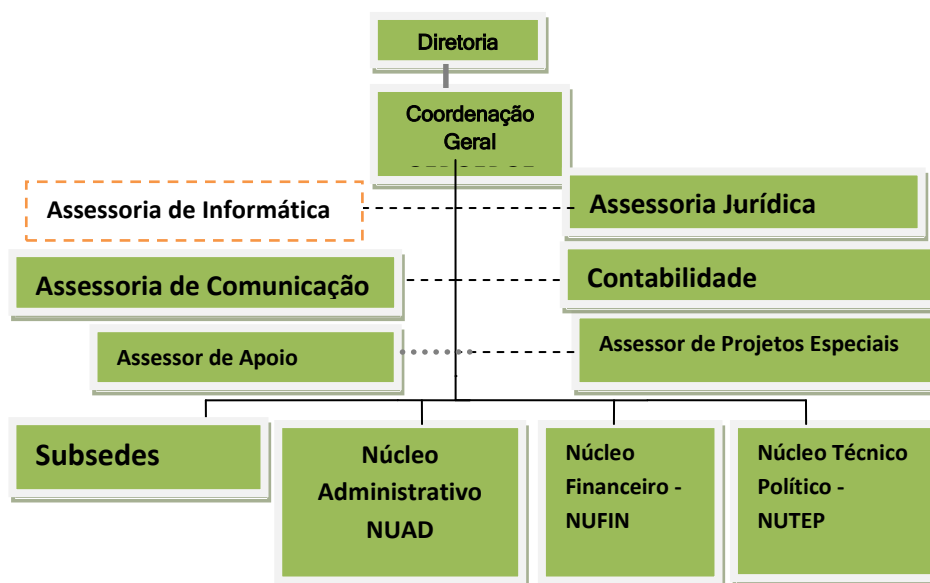 Diretoria
Coordenação
Geral
Assessoria de Informática
Assessoria Jurídica
Assessoria de Comunicação
Contabilidade
Assessor de Apoio
Assessor de Projetos Especiais
Subsedes
Núcleo
Administrativo
NUAD
Núcleo
Financeiro -
NUFIN
Núcleo Técnico
Político -
NUTEP